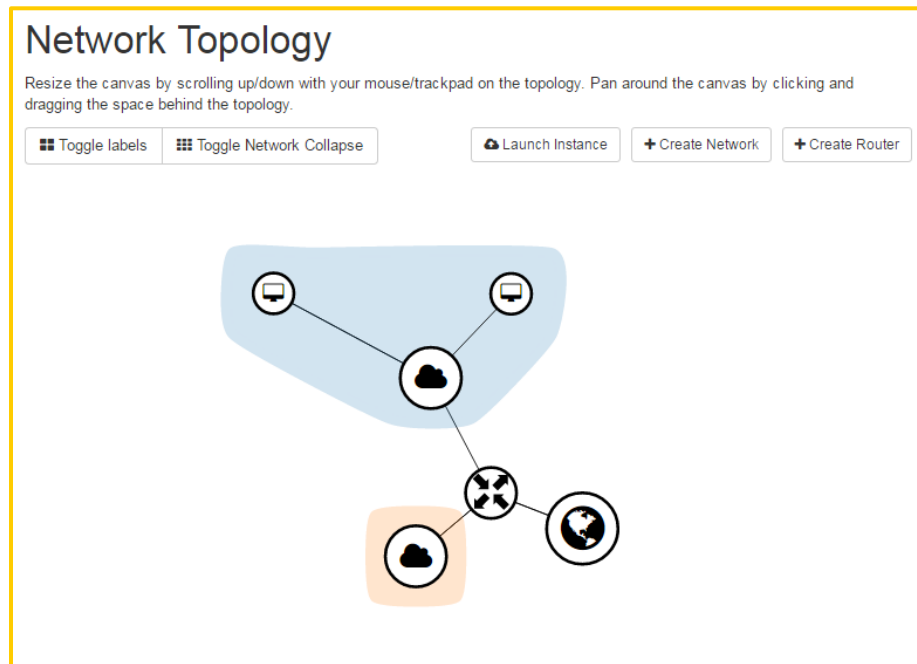 Network Topology
Resize the canvas by scrolling up/down with your mouse/trackpad on the topology. Pan around the canvas by clicking and
dragging the space behind the topology.
Toggle labels Toggle Network Collapse Launch Instance +Create Network +Create Router